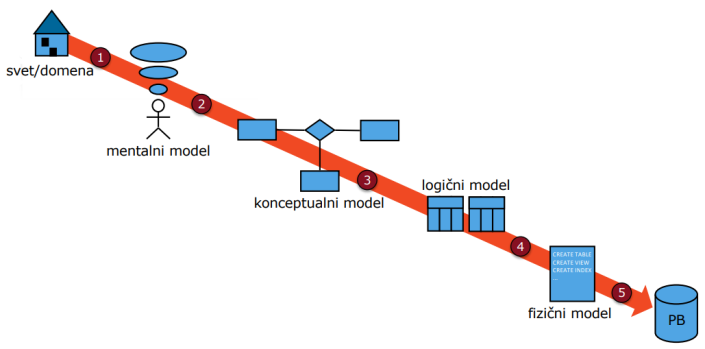 1
svet/domena
2
mentalni model
3
konceptualni model
logični model
4
CREATE TABLE
CREATE VIEW
CREATE INDEX
...
5
fizični model
PB